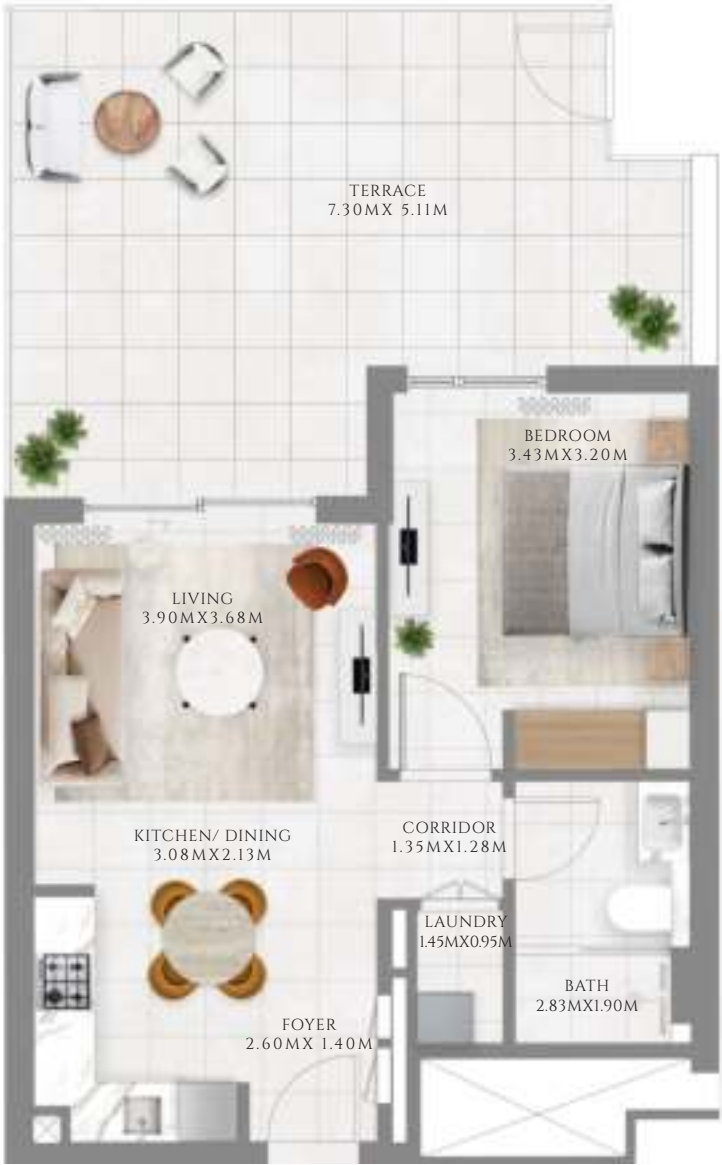 TERRACE
7.30MX 5.11M
BEDROOM
3.43MX3.20M
LIVING
3.90MX3.68M
KITCHEN/ DINING
3.08MX2.13M
CORRIDOR
1.35MX1.28M
LAUNDRY
1.45MX0.95M
BATH
2.83MX1.90M
FOYER
2.60MX 1.40M